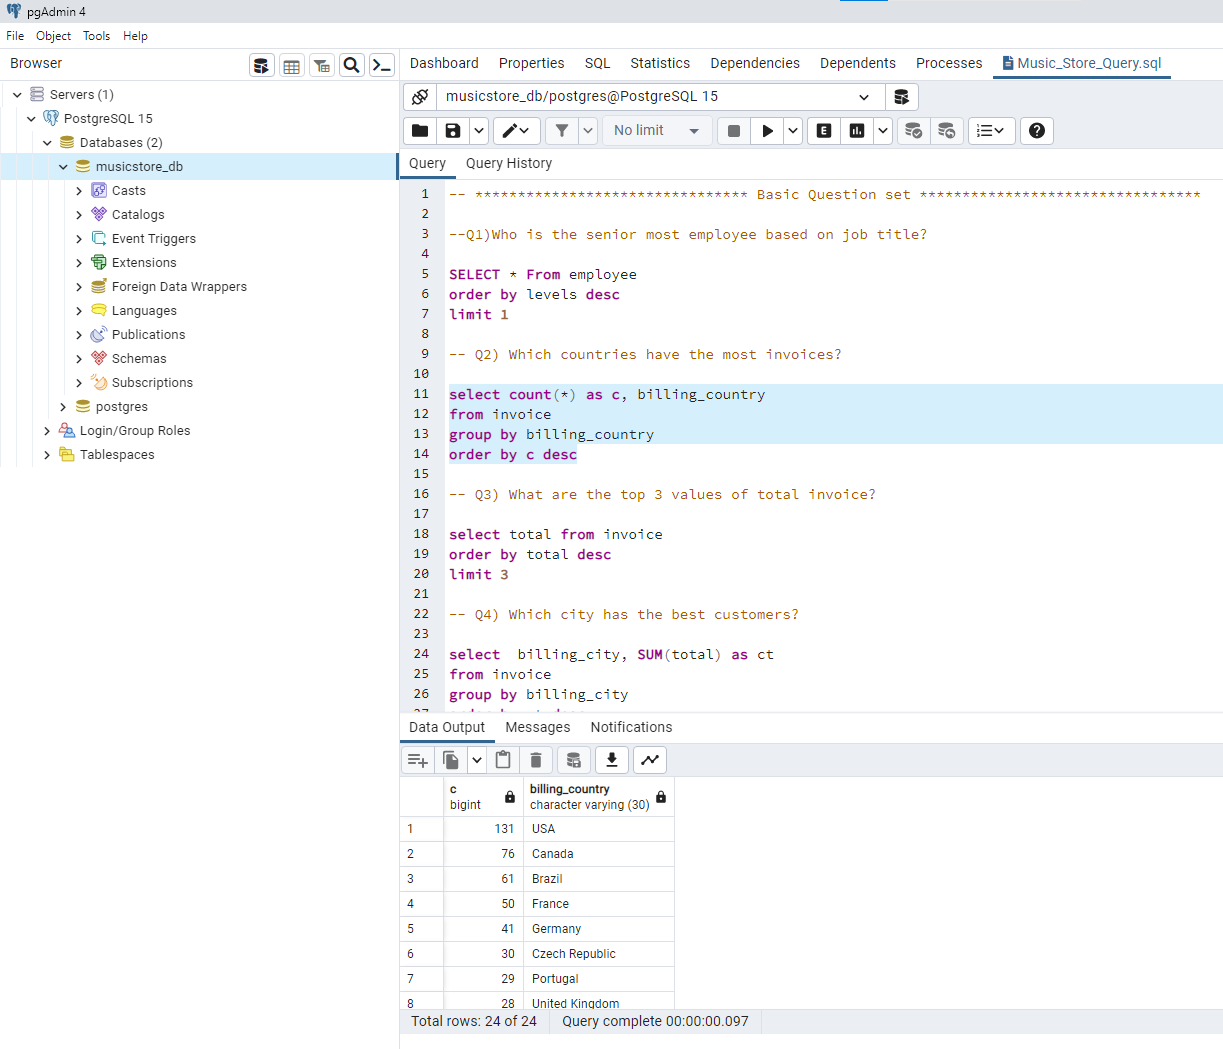 pgAdmin 4
File Object Tools Help
Browser
Dashboard Properties SQL Statistics Dependencies Dependents Processes Music_Store_Query.sql
Servers (1)
PostgreSQL 15
Databases (2)
musicstore_db
Casts
Catalogs
Event Triggers
Extensions
Foreign Data Wrappers
Languages
Publications
Schemas
Subscriptions
postgres
Login/Group Roles
Tablespaces
musicstore_db/postgres@PostgreSQL 15
No limit E
Query Query History
1 -- ******************************** Basic Question set *********************************
2
3 --Q1)Who is the senior most employee based on job title?
4
5 SELECT * From employee
6 order by levels desc
7 limit 1
8
9 -- Q2) Which countries have the most invoices?
10
11 select count(*) as c, billing_country
12 from invoice
13 group by billing_country
14 order by c desc
15
16 -- Q3) What are the top 3 values of total invoice?
17
18 select total from invoice
19 order by total desc
20 limit 3
21
22 -- Q4) Which city has the best customers?
23
24 select  billing_city, SUM(total) as ct
25 from invoice
26 group by billing_city
Data Output Messages Notifications
c billing_country
bigint character varying (30)
1 131 USA
2 76 Canada
3 61 Brazil
4 50 France
5 41 Germany
6 30 Czech Republic
7 29 Portugal
8 28 United Kingdom
Total rows: 24 of 24 Query complete 00:00:00.097